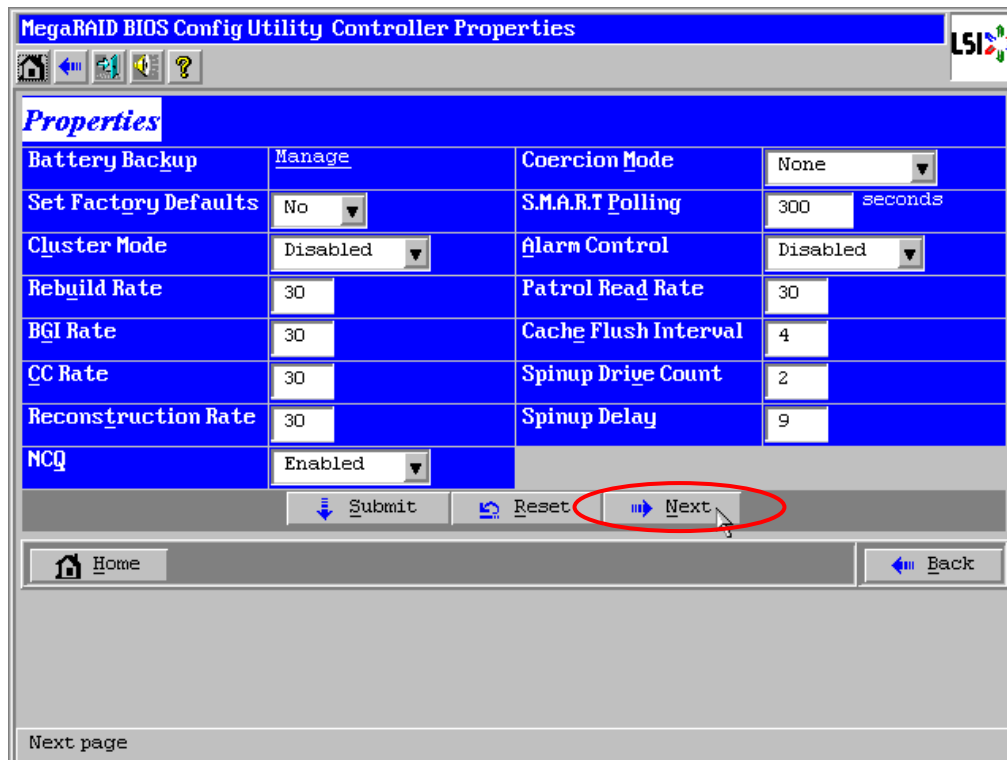 MegaRAID BIOS Config Utility Controller Properties
LSI
Properties
Battery Backup Manage Coercion Mode None
Set Factory Defaults No S.M.A.R.T Polling 300 seconds
Cluster Mode Disabled Alarm Control Disabled
Rebuild Rate 30 Patrol Read Rate 30
BGI Rate 30 Cache Flush Interval 4
CC Rate 30 Spinup Drive Count 2
Reconstruction Rate 30 Spinup Delay 9
NCQ Enabled
Submit Reset Next
Home Back
Next page